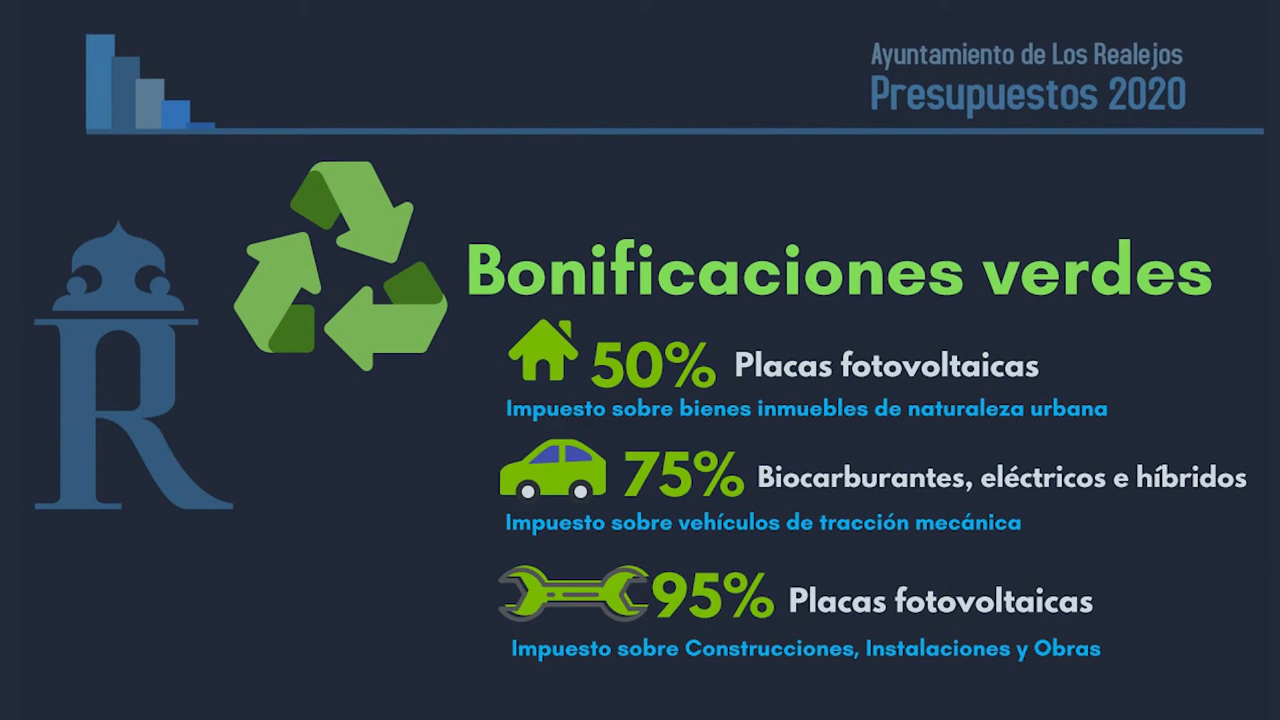 Ayuntamiento de Los Realejos
Presupuestos 2020
Bonificaciones verdes
50% Placas fotovoltaicas
Impuesto sobre bienes inmuebles de naturaleza urbana
75% Biocarburantes, eléctricos e híbridos
Impuesto sobre vehículos de tracción mecánica
95% Placas fotovoltaicas
Impuesto sobre Construcciones, Instalaciones y Obras
R